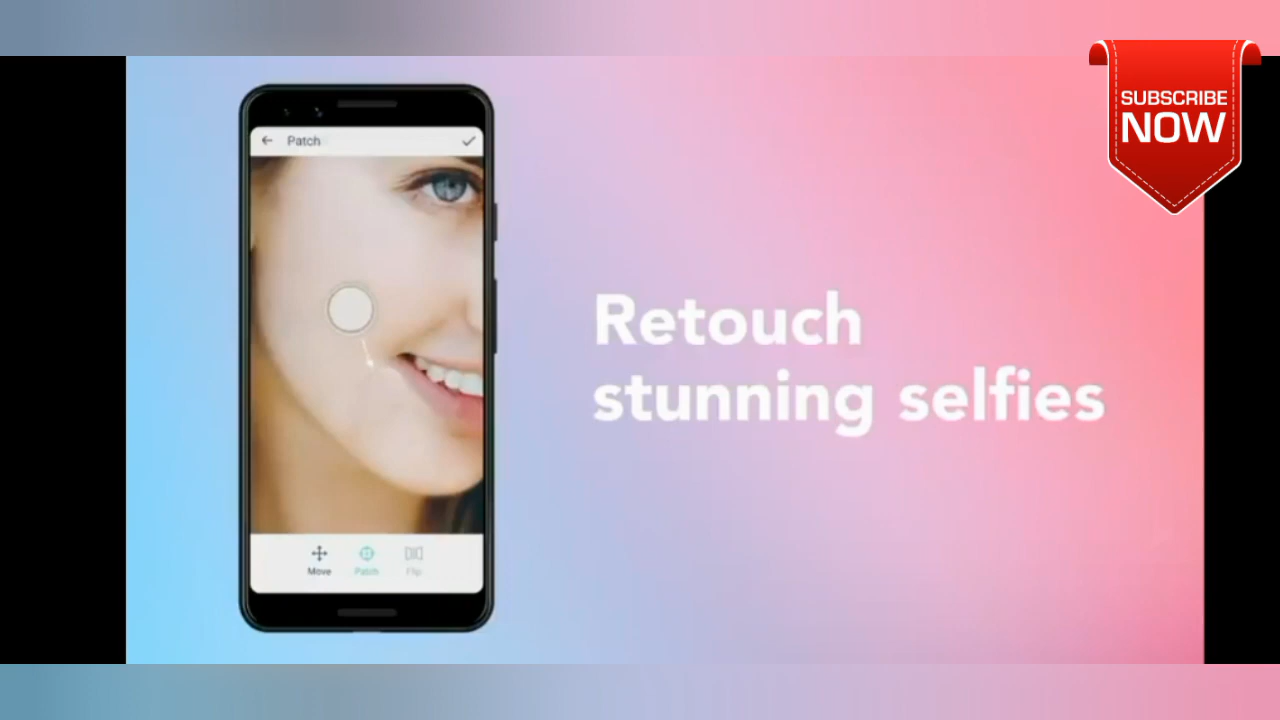 SUBSCRIBE
NOW
Patch
Retouch
stunning selfies
Move
Patch
Flip